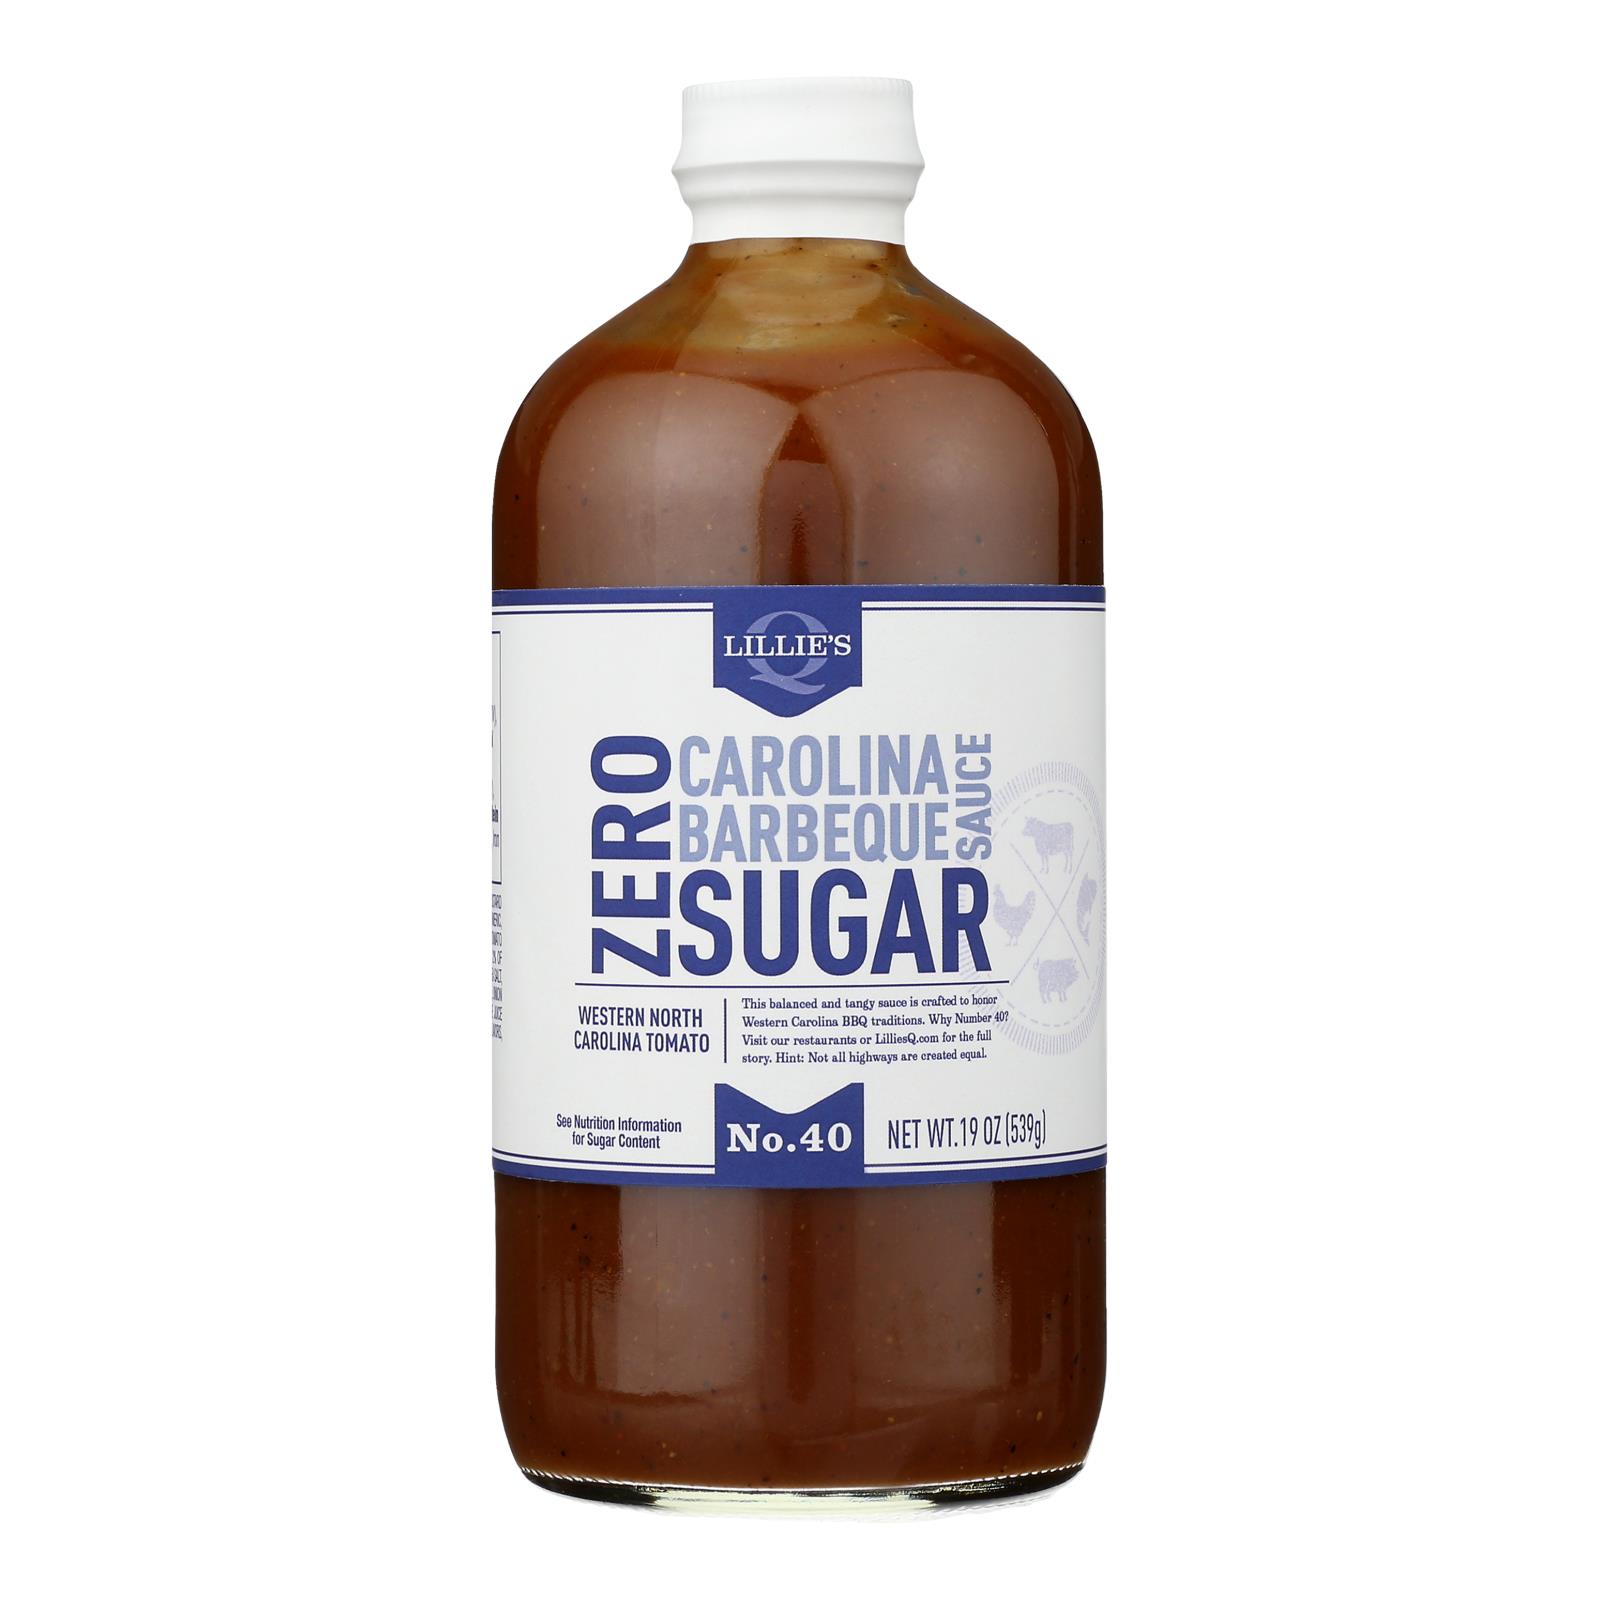 Q
LILLIE'S
ZERO
CAROLINA
BARBEQUE
SAUCE
SUGAR
WESTERN NORTH
CAROLINA TOMATO
This balanced and tangy sauce is crafted to honor
Western Carolina BBQ traditions. Why Number 40?
Visit our restaurants or LilliesQ.com for the full
story. Hint: Not all highways are created equal.
See Nutrition Information
for Sugar Content
No.40
NET WT.19 OZ (539g)